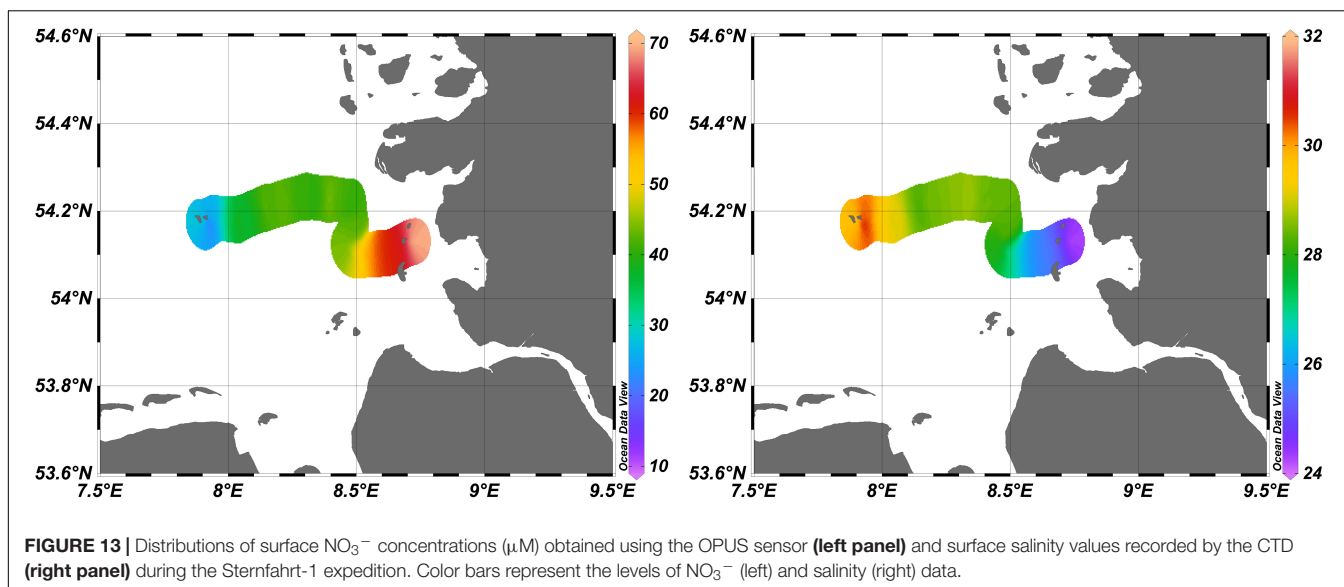 54.6°N
54.4°N
54.2°N
54°N
53.8°N
53.6°N
7.5°E 8°E 8.5°E 9°E 9.5°E
70
60
50
40
30
20
10
Ocean Data View
54.6°N
54.4°N
54.2°N
54°N
53.8°N
53.6°N
7.5°E 8°E 8.5°E 9°E 9.5°E
32
30
28
26
24
Ocean Data View
FIGURE 13 | Distributions of surface NO₃⁻ concentrations (μM) obtained using the OPUS sensor (left panel) and surface salinity values recorded by the CTD
(right panel) during the Sternfahrt-1 expedition. Color bars represent the levels of NO₃⁻ (left) and salinity (right) data.